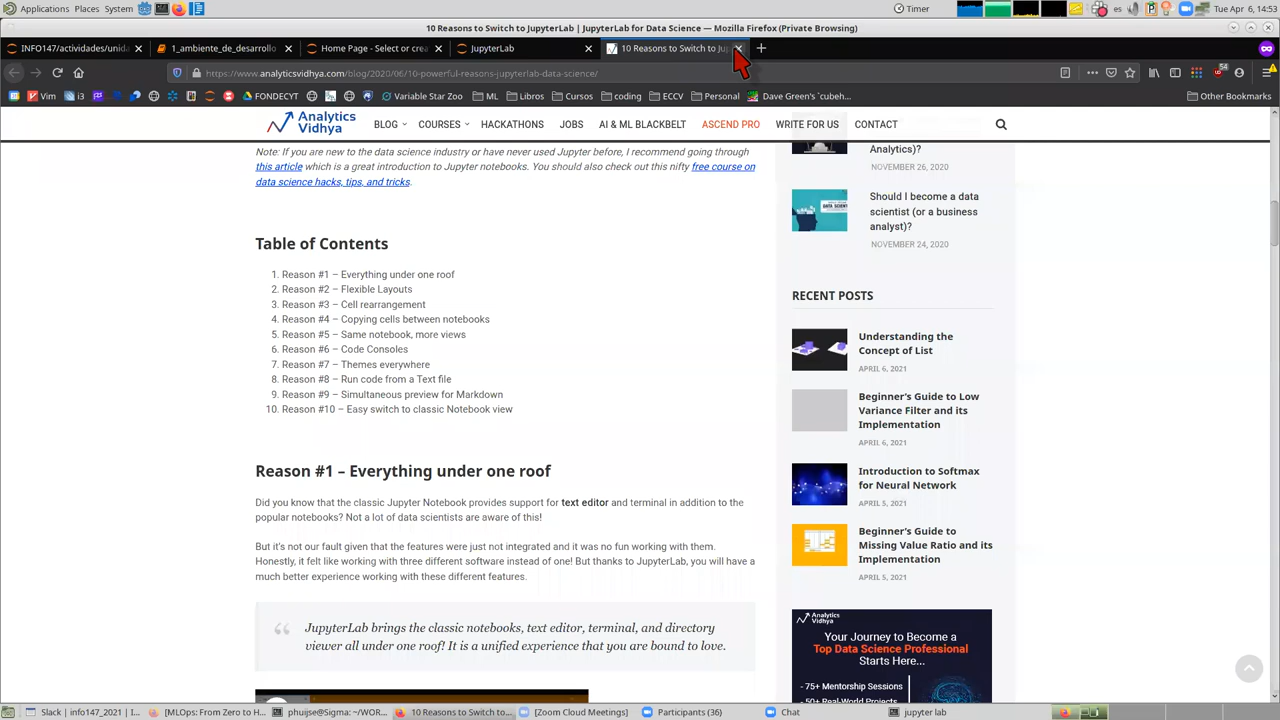 Applications Places System
Timer
es
Tue Apr 6, 14:53
10 Reasons to Switch to JupyterLab | JupyterLab for Data Science — Mozilla Firefox (Private Browsing)
INFO147/actividades/unida
1_ambiente_de_desarrollo
Home Page - Select or crea
JupyterLab
10 Reasons to Switch to Ju
https://www.analyticsvidhya.com/blog/2020/06/10-powerful-reasons-jupyterlab-data-science/
54
Vim
i3
FONDECYT
Variable Star Zoo
ML
Libros
Cursos
coding
ECCV
Personal
Dave Green's 'cubeh...
Other Bookmarks
Analytics
Vidhya
BLOG
COURSES
HACKATHONS
JOBS
AI & ML BLACKBELT
ASCEND PRO
WRITE FOR US
CONTACT
Note: If you are new to the data science industry or have never used Jupyter before, I recommend going through
this article which is a great introduction to Jupyter notebooks. You should also check out this nifty free course on
data science hacks, tips, and tricks.
Table of Contents
1. Reason #1 – Everything under one roof
2. Reason #2 – Flexible Layouts
3. Reason #3 – Cell rearrangement
4. Reason #4 – Copying cells between notebooks
5. Reason #5 – Same notebook, more views
6. Reason #6 – Code Consoles
7. Reason #7 – Themes everywhere
8. Reason #8 – Run code from a Text file
9. Reason #9 – Simultaneous preview for Markdown
10. Reason #10 – Easy switch to classic Notebook view
Reason #1 – Everything under one roof
Did you know that the classic Jupyter Notebook provides support for text editor and terminal in addition to the
popular notebooks? Not a lot of data scientists are aware of this!
But it's not our fault given that the features were just not integrated and it was no fun working with them.
Honestly, it felt like working with three different software instead of one! But thanks to JupyterLab, you will have a
much better experience working with these different features.
JupyterLab brings the classic notebooks, text editor, terminal, and directory
viewer all under one roof! It is a unified experience that you are bound to love.
Analytics)?
NOVEMBER 26, 2020
Should I become a data
scientist (or a business
analyst)?
NOVEMBER 24, 2020
RECENT POSTS
Understanding the
Concept of List
APRIL 6, 2021
Beginner's Guide to Low
Variance Filter and its
Implementation
APRIL 6, 2021
Introduction to Softmax
for Neural Network
APRIL 5, 2021
Beginner's Guide to
Missing Value Ratio and its
Implementation
APRIL 5, 2021
Analytics
Vidhya
Your Journey to Become a
Top Data Science Professional
Starts Here...
- 75+ Mentorship Sessions
Slack | info147_2021 | I...
[MLOps: From Zero to H...
phuijse@Sigma: ~/WOR...
10 Reasons to Switch to...
[Zoom Cloud Meetings]
Participants (36)
Chat
jupyter lab